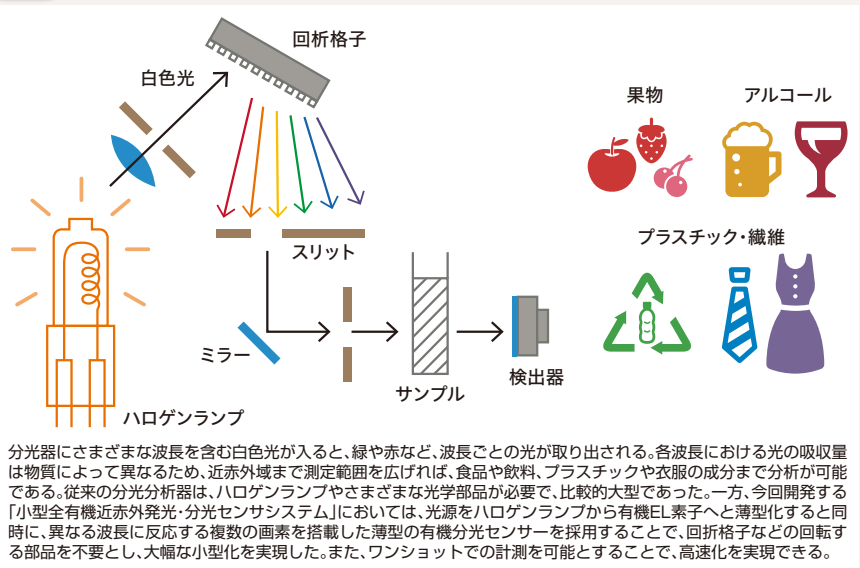 回析格子
白色光
果物
アルコール
スリット
プラスチック・繊維
ミラー
サンプル
検出器
ハロゲンランプ
分光器にさまざまな波長を含む白色光が入ると、緑や赤など、波長ごとの光が取り出される。各波長における光の吸収量
は物質によって異なるため、近赤外域まで測定範囲を広げれば、食品や飲料、プラスチックや衣服の成分まで分析が可能
である。従来の分光分析器は、ハロゲンランプやさまざまな光学部品が必要で、比較的大型であった。一方、今回開発する
「小型全有機近赤外発光・分光センサシステム」においては、光源をハロゲンランプから有機EL素子へと薄型化すると同
時に、異なる波長に反応する複数の画素を搭載した薄型の有機分光センサーを採用することで、回折格子などの回転す
る部品を不要とし、大幅な小型化を実現した。また、ワンショットでの計測を可能とすることで、高速化を実現できる。